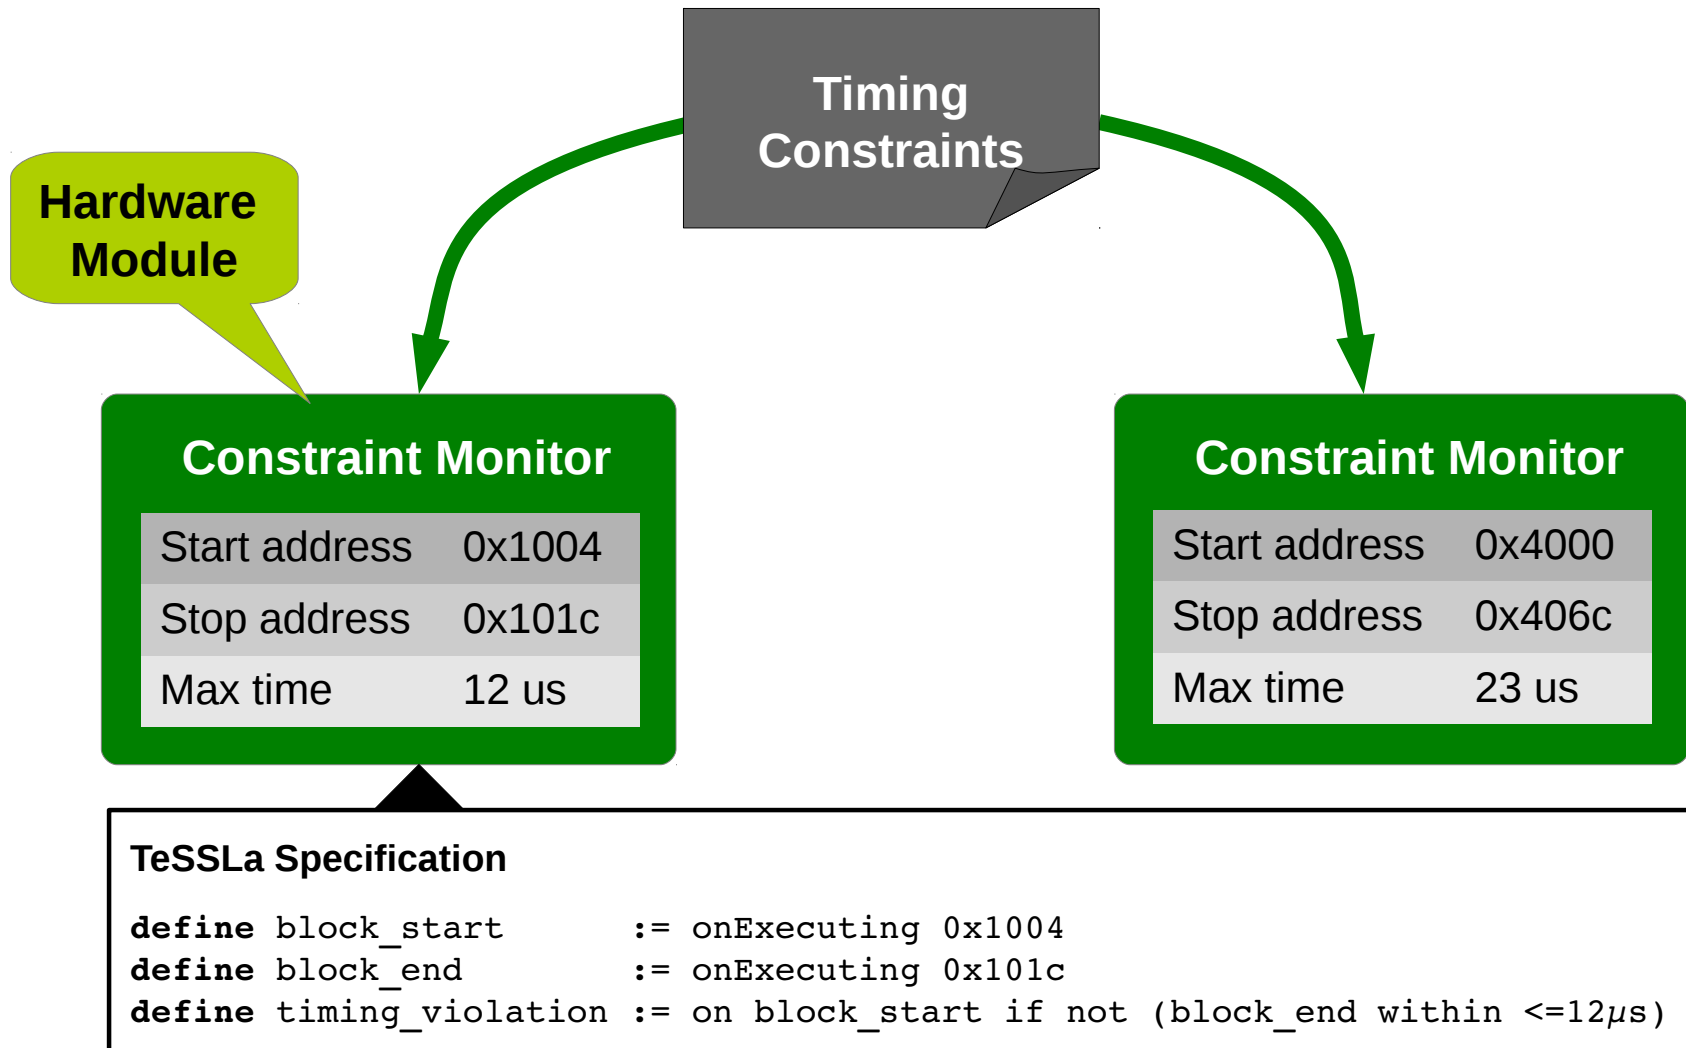 Timing
Constraints
Hardware
Module
Constraint Monitor
Start address 0x1004
Stop address 0x101c
Max time 12 us
Constraint Monitor
Start address 0x4000
Stop address 0x406c
Max time 23 us
TeSSLa Specification
define block_start := onExecuting 0x1004
define block_end := onExecuting 0x101c
define timing_violation := on block_start if not (block_end within <=12μs)